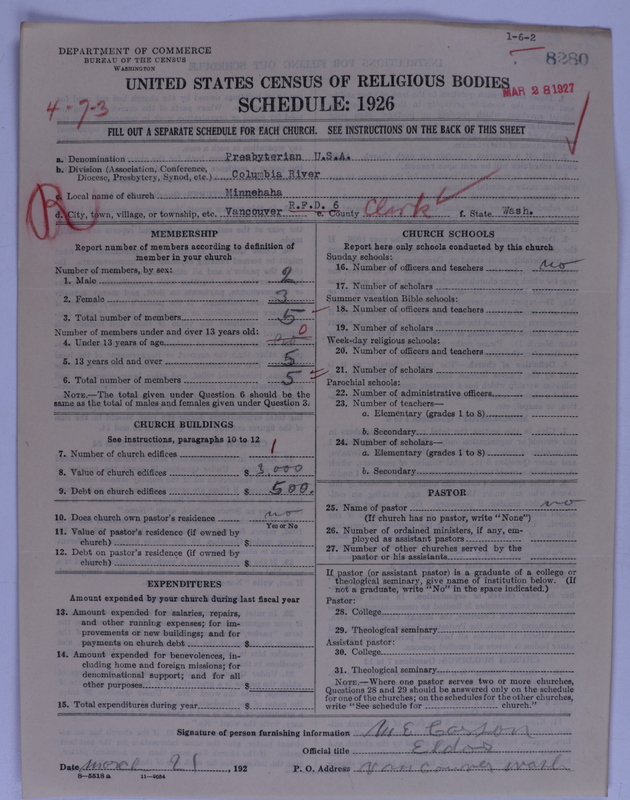 1-6-2
DEPARTMENT OF COMMERCE
BUREAU OF THE CENSUS
WASHINGTON
8280
UNITED STATES CENSUS OF RELIGIOUS BODIES
MAR 28 1927
4-7-3
SCHEDULE: 1926
FILL OUT A SEPARATE SCHEDULE FOR EACH CHURCH. SEE INSTRUCTIONS ON THE BACK OF THIS SHEET
a. Denomination Presbyterian U.S.A.
b. Division (Association, Conference, Diocese, Presbytery, Synod, etc.) Columbia River
R
c. Local name of church Minnehaha
d. City, town, village, or township, etc. Vancouver R.F.D. 6 e. County Clark f. State Wash.
MEMBERSHIP
Report number of members according to definition of
member in your church
Number of members, by sex:
1. Male 2
2. Female 3
3. Total number of members 5
Number of members under and over 13 years old:
4. Under 13 years of age 0
5. 13 years old and over 5
6. Total number of members 5
NOTE.—The total given under Question 6 should be
same as the total of males and females given under Question 3.
CHURCH BUILDINGS
See instructions, paragraphs 10 to 12
7. Number of church edifices 1
8. Value of church edifices $ 3,000
9. Debt on church edifices $ 500.
10. Does church own pastor's residence no
Yes or No
11. Value of pastor's residence (if owned by
church) $
12. Debt on pastor's residence (if owned by
church) $
EXPENDITURES
Amount expended by your church during last fiscal year
13. Amount expended for salaries, repairs,
and other running expenses; for im-
provements or new buildings; and for
payments on church debt $
14. Amount expended for benevolences, in-
cluding home and foreign missions; for
denominational support; and for all
other purposes $
15. Total expenditures during year $
CHURCH SCHOOLS
Report here only schools conducted by this church
Sunday schools:
16. Number of officers and teachers no
17. Number of scholars
Summer vacation Bible schools:
18. Number of officers and teachers
19. Number of scholars
Week-day religious schools:
20. Number of officers and teachers
21. Number of scholars
Parochial schools:
22. Number of administrative officers
23. Number of teachers—
a. Elementary (grades 1 to 8)
b. Secondary
24. Number of scholars—
a. Elementary (grades 1 to 8)
b. Secondary
PASTOR
25. Name of pastor no
(If church has no pastor, write "None")
26. Number of ordained ministers, if any, em-
ployed as assistant pastors
27. Number of other churches served by the
pastor or his assistants
If pastor (or assistant pastor) is a graduate of a college or
theological seminary, give name of institution below. (If
not a graduate, write "No" in the space indicated.)
Pastor:
28. College
29. Theological seminary
Assistant pastor:
30. College
31. Theological seminary
NOTE.—Where one pastor serves two or more churches,
Questions 28 and 29 should be answered only on the schedule
for one of the churches; on the schedules for the other churches,
write "See schedule for church."
Signature of person furnishing information M E Carson
Official title Elder
Date March 21, 192 P. O. Address Vancouver Wash
8-5515 a 11-9084